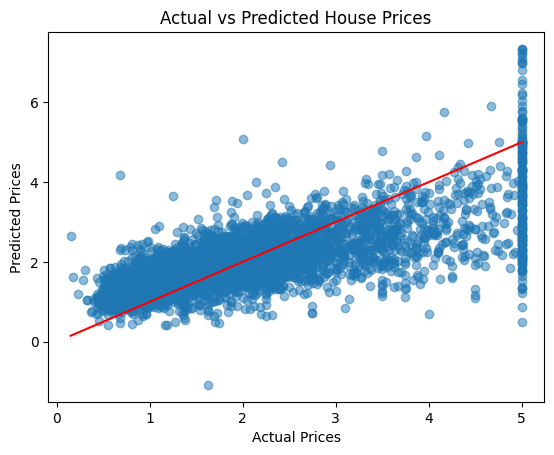 Actual vs Predicted House Prices
6
4
2
0
Predicted Prices
0 1 2 3 4 5
Actual Prices